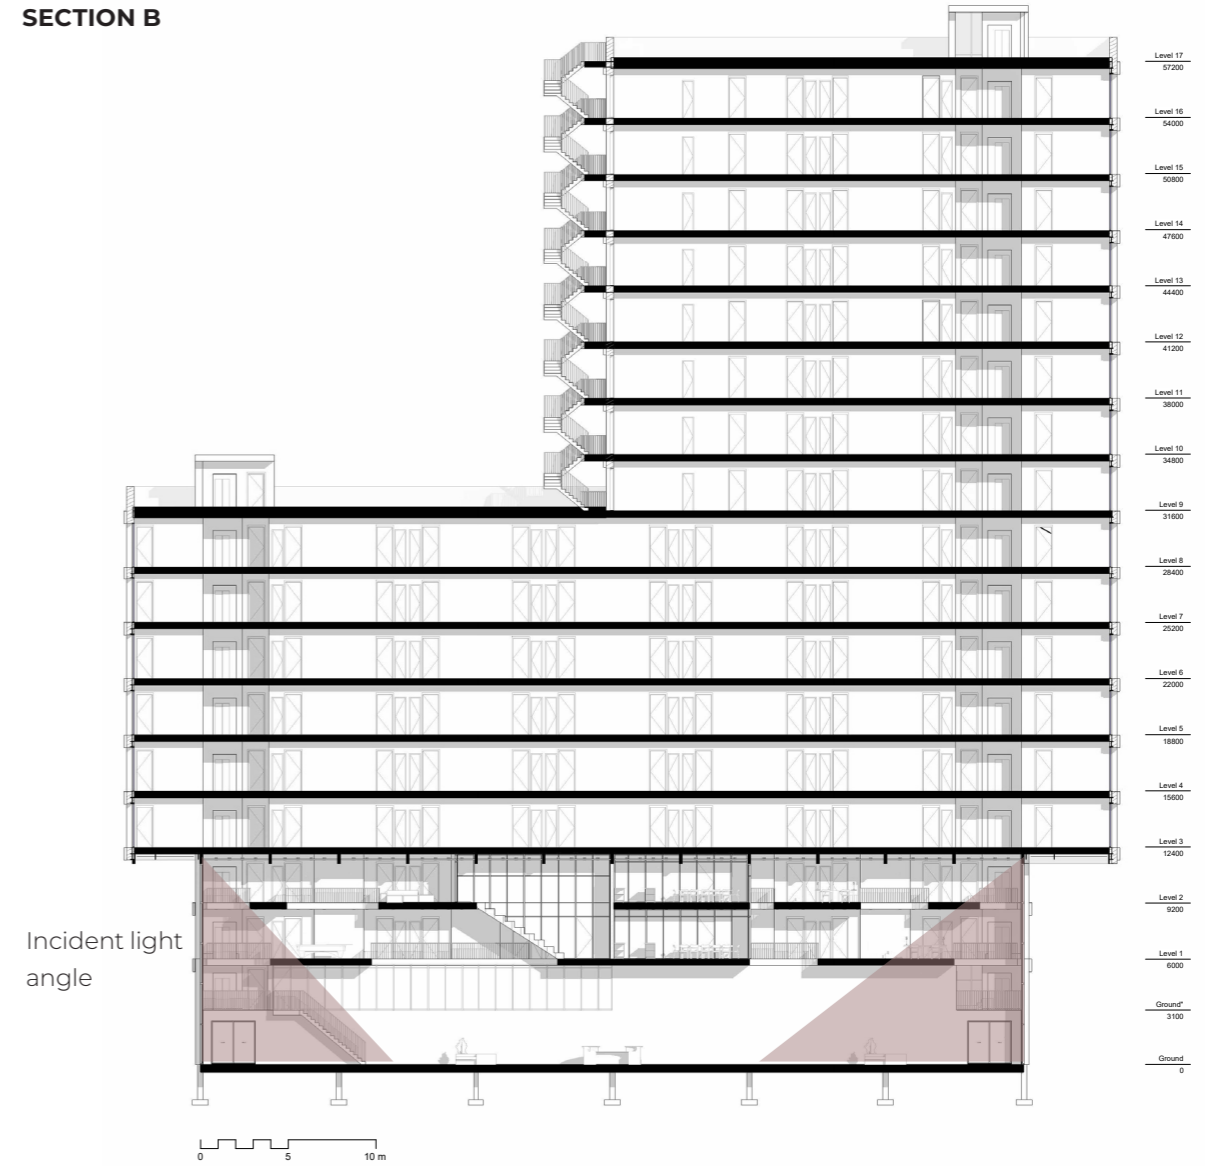 SECTION B
Level 17
57200
Level 16
54000
Level 15
50800
Level 14
47600
Level 13
44400
Level 12
41200
Level 11
38000
Level 10
34800
Level 9
31600
Level 8
28400
Level 7
25200
Level 6
22000
Level 5
18800
Level 4
15600
Level 3
12400
Level 2
9200
Incident light
angle
Level 1
6000
Ground*
3100
Ground
0
0 5 10 m